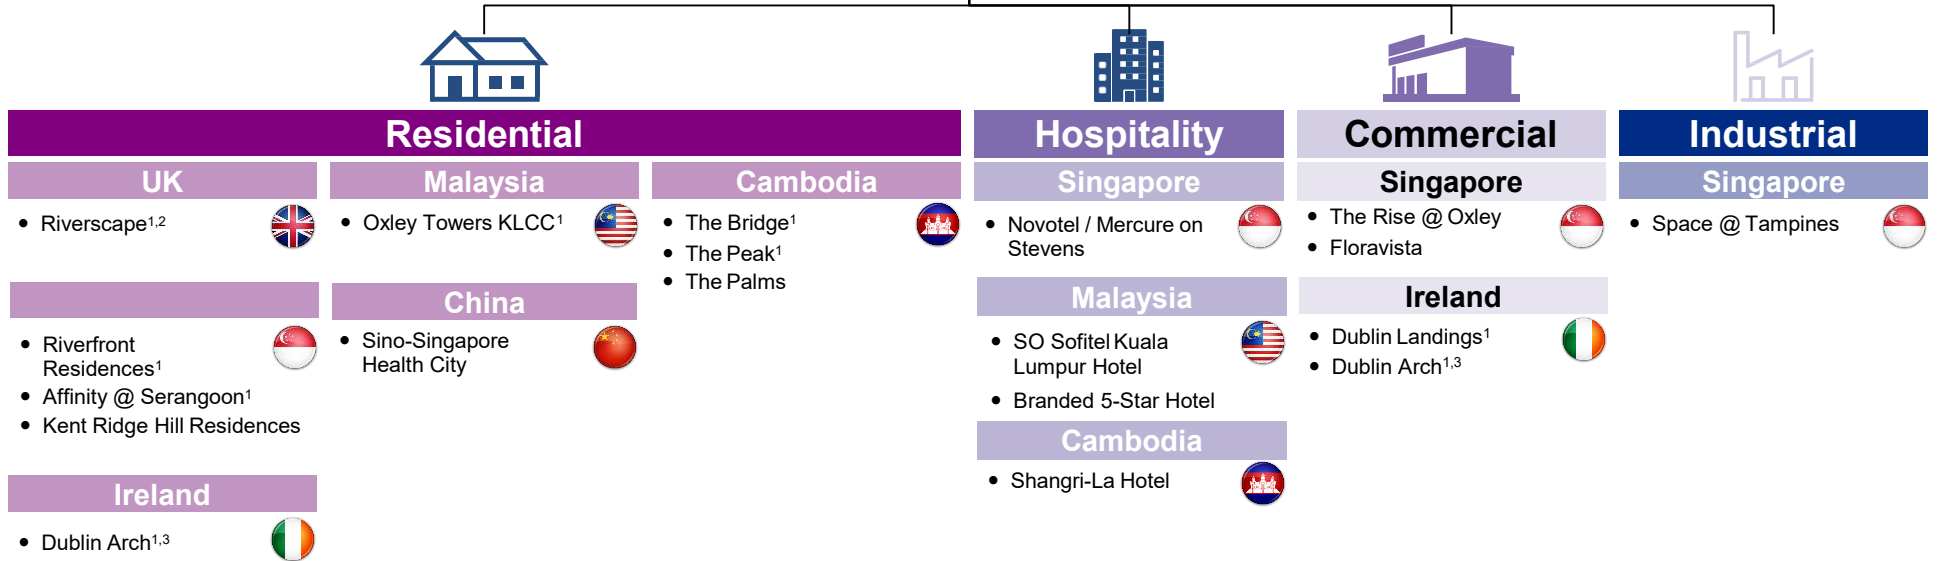 Residential
UK
• Riverscape1,2
• Riverfront
Residences1
• Affinity @ Serangoon1
• Kent Ridge Hill Residences
Ireland
• Dublin Arch1,3
Malaysia
• Oxley Towers KLCC1
China
• Sino-Singapore
Health City
Cambodia
• The Bridge1
• The Peak1
• The Palms
Hospitality
Singapore
• Novotel / Mercure on
Stevens
Malaysia
• SO Sofitel Kuala
Lumpur Hotel
• Branded 5-Star Hotel
Cambodia
• Shangri-La Hotel
Commercial
Singapore
• The Rise @ Oxley
• Floravista
Ireland
• Dublin Landings1
• Dublin Arch1,3
Industrial
Singapore
• Space @ Tampines